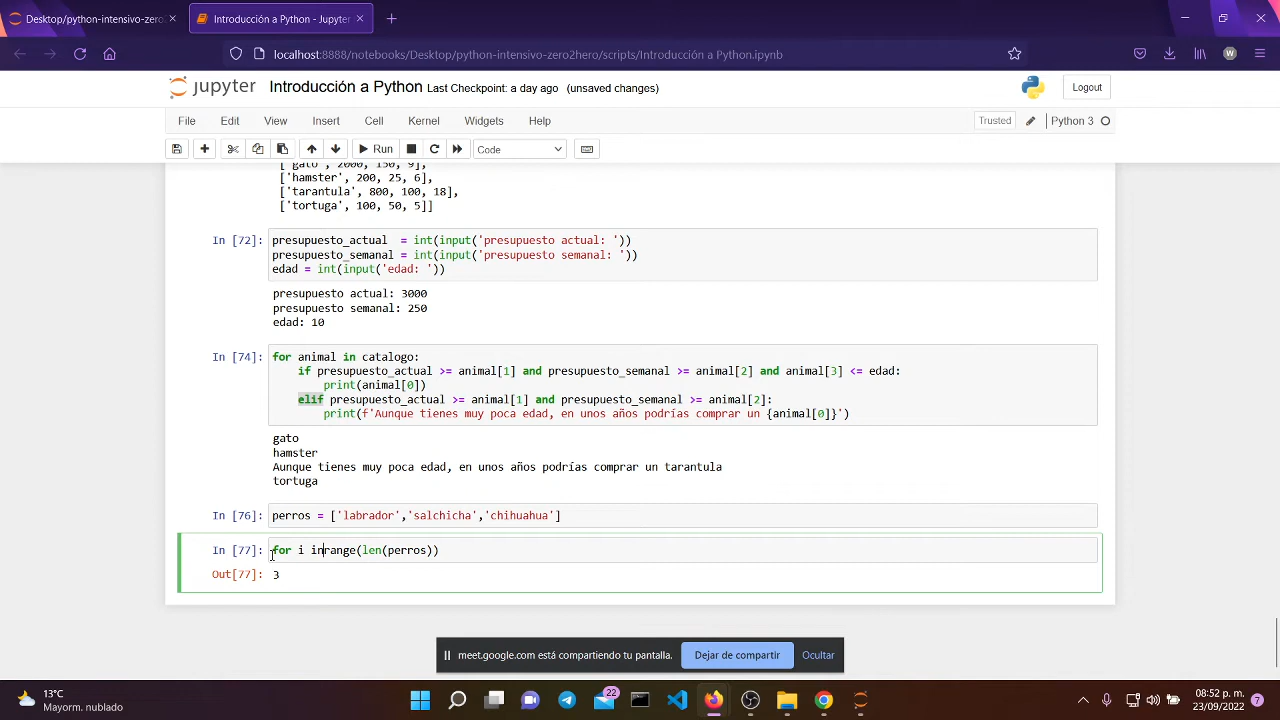 Desktop/python-intensivo-zero
Introducción a Python - Jupyter
localhost:8888/notebooks/Desktop/python-intensivo-zero2hero/scripts/Introducción a Python.ipynb
W
jupyter Introducción a Python Last Checkpoint: a day ago (unsaved changes)
Logout
File Edit View Insert Cell Kernel Widgets Help
Trusted Python 3
Run Code
['gato', 2000, 150, 9],
['hamster', 200, 25, 6],
['tarantula', 800, 100, 18],
['tortuga', 100, 50, 5]]
In [72]: presupuesto_actual  = int(input('presupuesto actual: '))
presupuesto_semanal = int(input('presupuesto semanal: '))
edad = int(input('edad: '))
presupuesto actual: 3000
presupuesto semanal: 250
edad: 10
In [74]: for animal in catalogo:
if presupuesto_actual >= animal[1] and presupuesto_semanal >= animal[2] and animal[3] <= edad:
print(animal[0])
elif presupuesto_actual >= animal[1] and presupuesto_semanal >= animal[2]:
print(f'Aunque tienes muy poca edad, en unos años podrías comprar un {animal[0]}')
gato
hamster
Aunque tienes muy poca edad, en unos años podrías comprar un tarantula
tortuga
In [76]: perros = ['labrador','salchicha','chihuahua']
In [77]: for i inrange(len(perros))
Out[77]: 3
meet.google.com está compartiendo tu pantalla. Dejar de compartir Ocultar
13°C
Mayorm. nublado
22
08:52 p. m.
23/09/2022
7